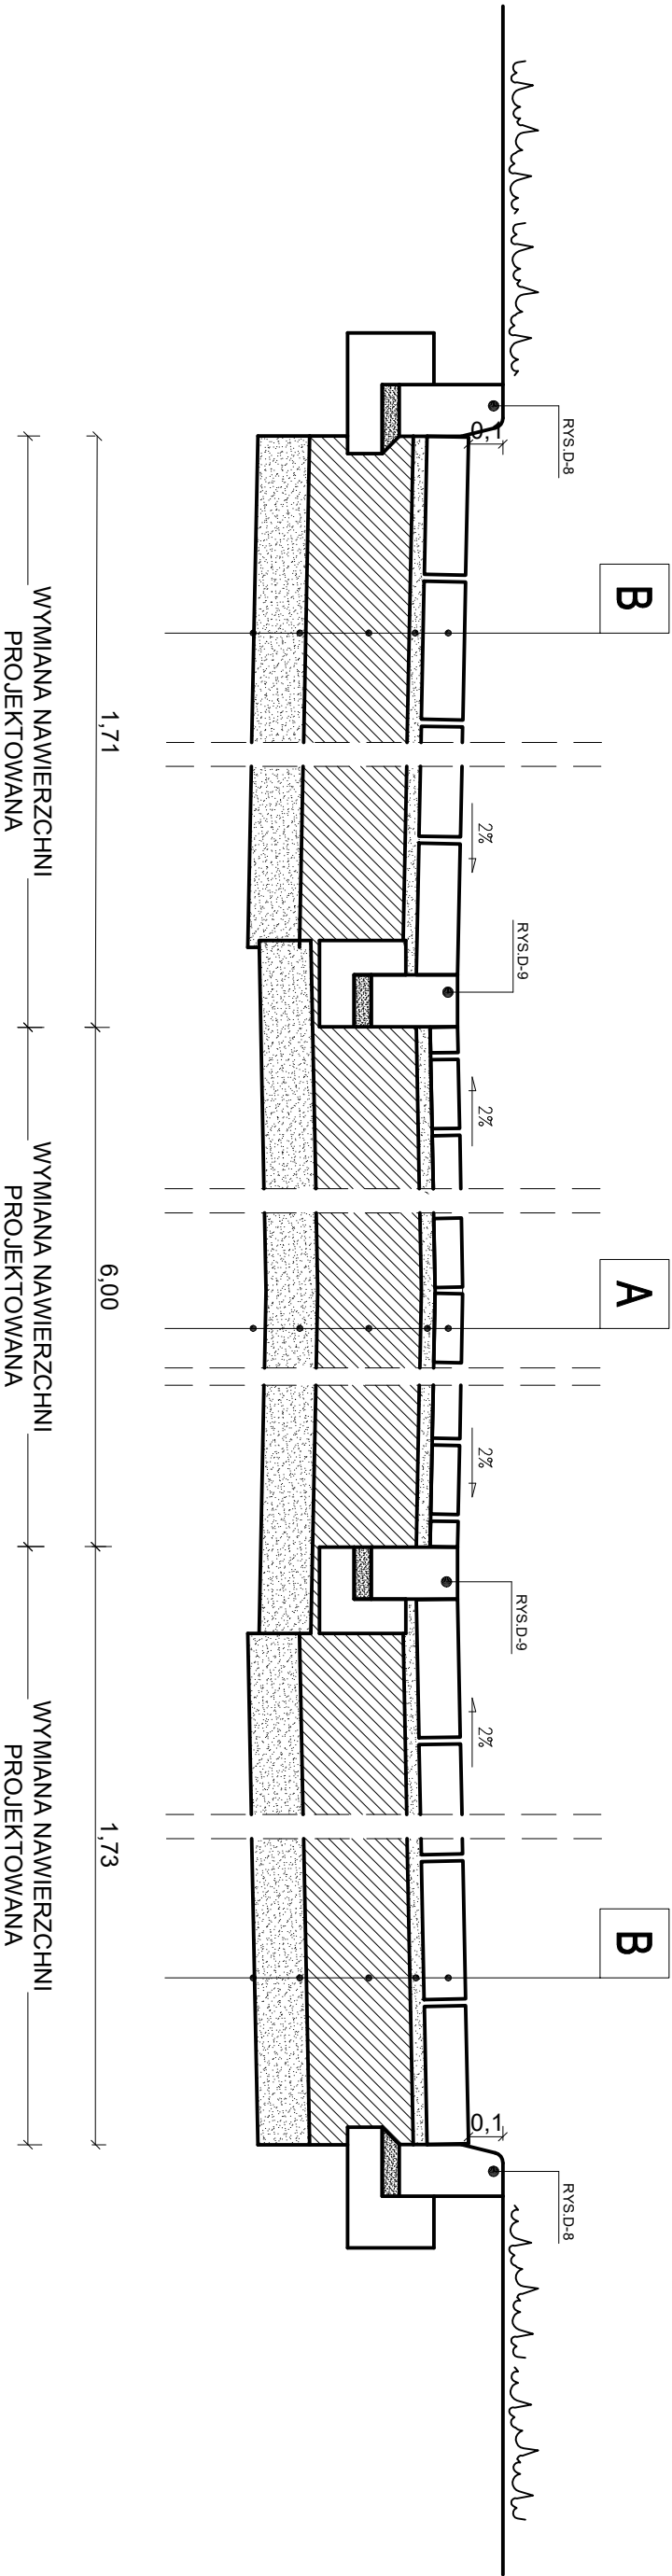 B
A
B
RYS.D-8
RYS.D-8
0,1
0,1
RYS.D-9
RYS.D-9
2%
2%
2%
2%
1,71
6,00
1,73
WYMIANA NAWIERZCHNI
PROJEKTOWANA
WYMIANA NAWIERZCHNI
PROJEKTOWANA
WYMIANA NAWIERZCHNI
PROJEKTOWANA